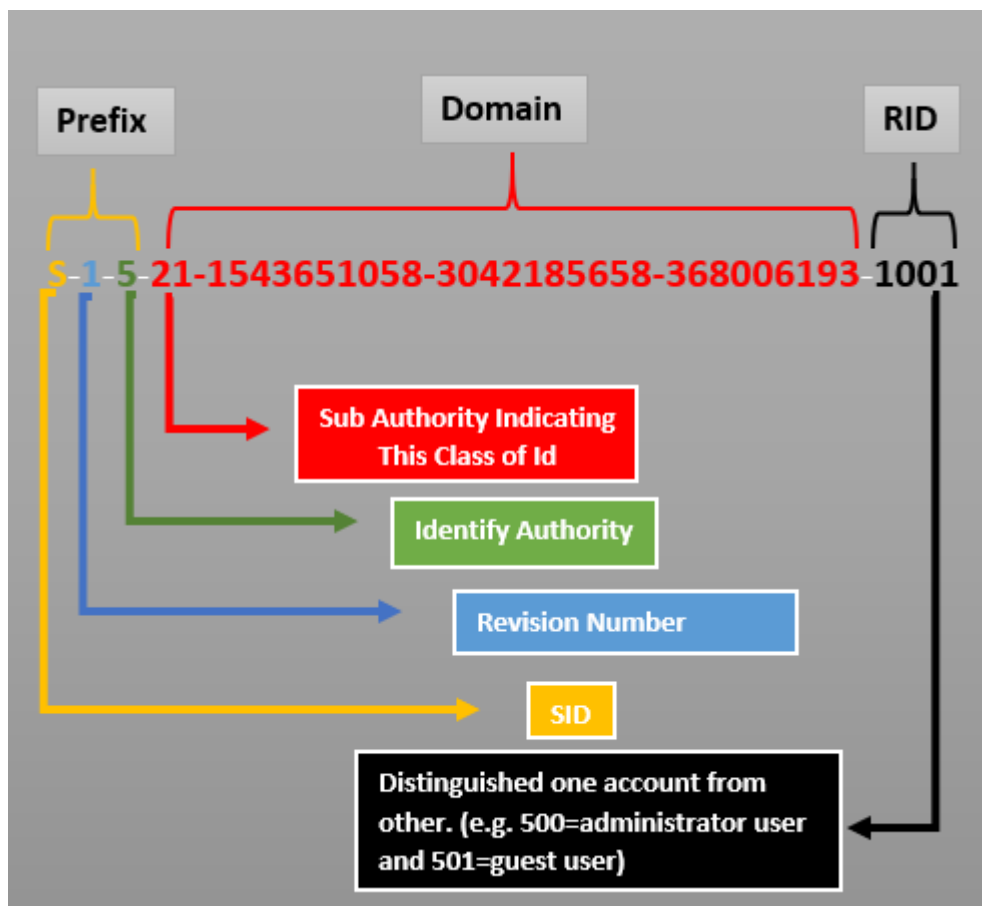 Prefix
Domain
RID
S-1-5-21-1543651058-3042185658-368006193-1001
Sub Authority Indicating
This Class of Id
Identify Authority
Revision Number
SID
Distinguished one account from
other. (e.g. 500=administrator user
and 501=guest user)